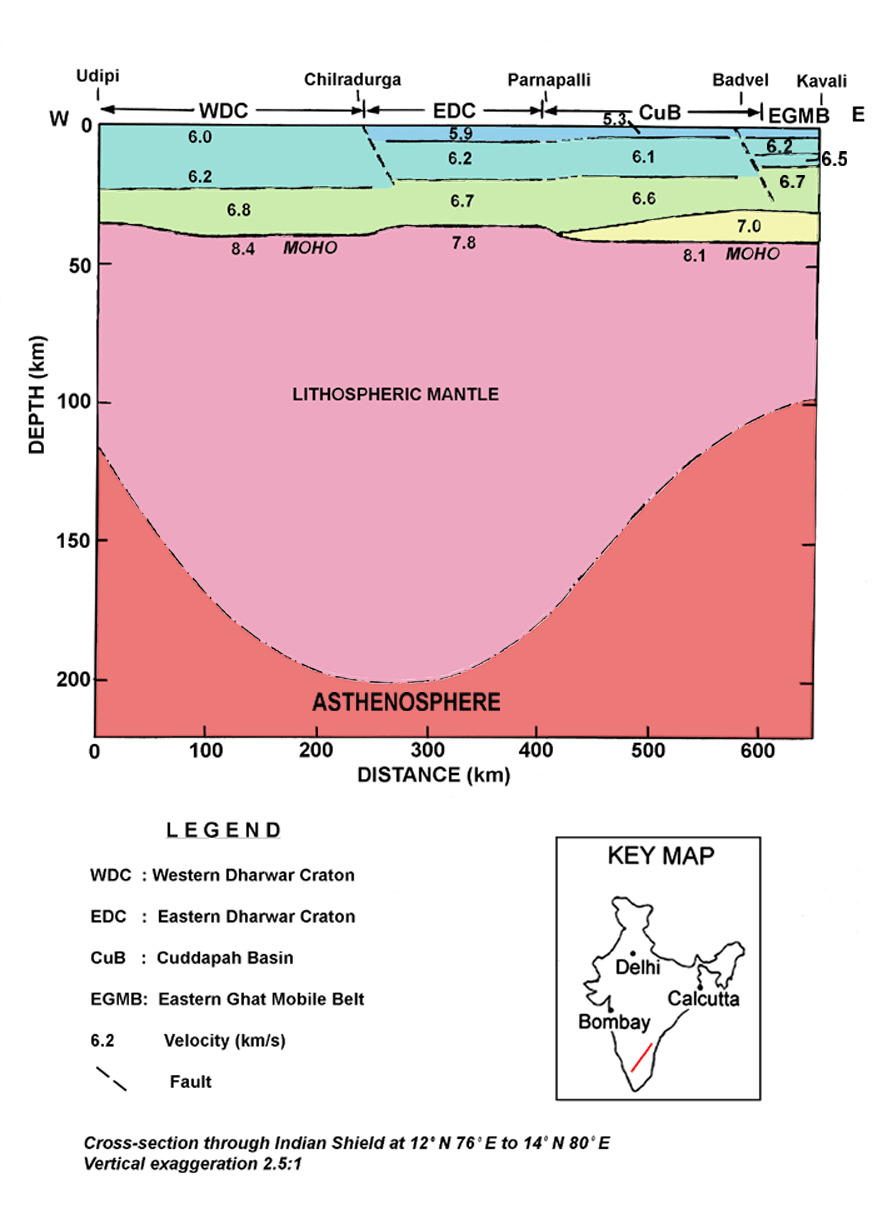 Udipi Chilradurga Parnapalli Badvel Kavali
W WDC EDC CuB EGMB E
0
5.3
6.0 5.9 6.2
6.2 6.1 6.5
6.2 6.7
6.8 6.7 6.6
7.0
8.4 MOHO 7.8 8.1 MOHO
50
LITHOSPHERIC MANTLE
100
DEPTH (km)
150
200
ASTHENOSPHERE
0 100 200 300 400 500 600
DISTANCE (km)
LEGEND
WDC : Western Dharwar Craton
EDC : Eastern Dharwar Craton
CuB : Cuddapah Basin
EGMB: Eastern Ghat Mobile Belt
6.2 Velocity (km/s)
Fault
KEY MAP
Delhi
Calcutta
Bombay
Cross-section through Indian Shield at 12° N 76° E to 14° N 80° E
Vertical exaggeration 2.5:1